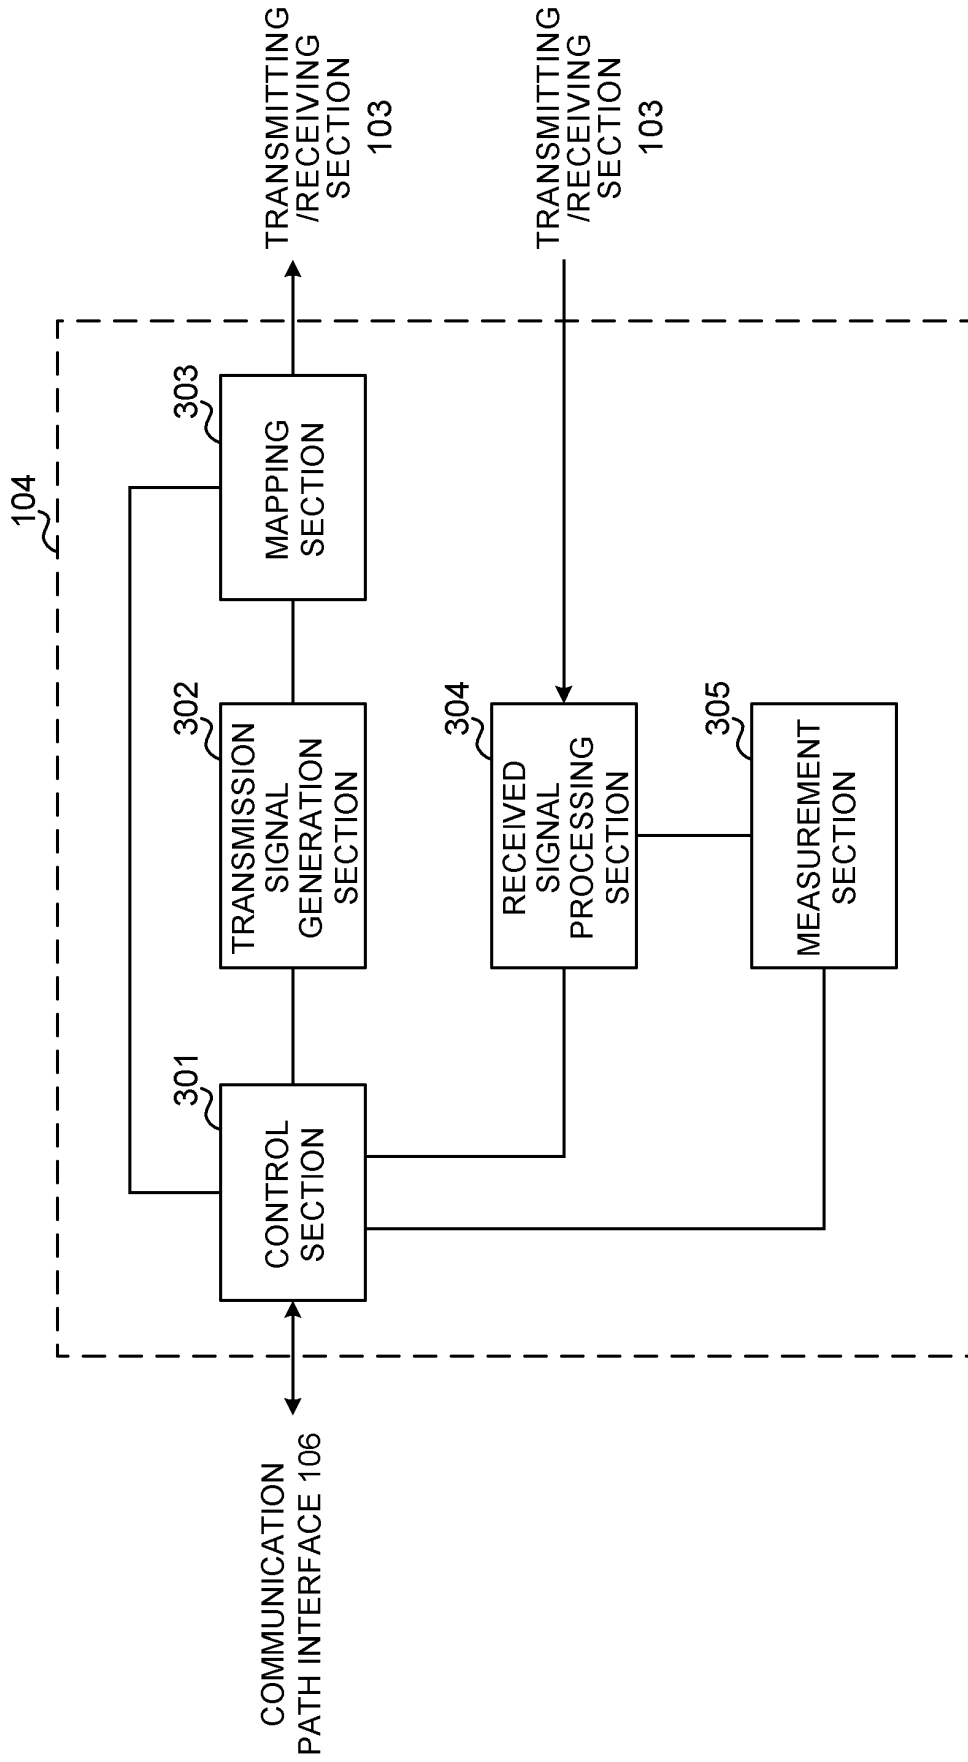 104
COMMUNICATION
PATH INTERFACE 106
301
CONTROL
SECTION
302
TRANSMISSION
SIGNAL
GENERATION
SECTION
303
MAPPING
SECTION
TRANSMITTING
/RECEIVING
SECTION
103
304
RECEIVED
SIGNAL
PROCESSING
SECTION
TRANSMITTING
/RECEIVING
SECTION
103
305
MEASUREMENT
SECTION